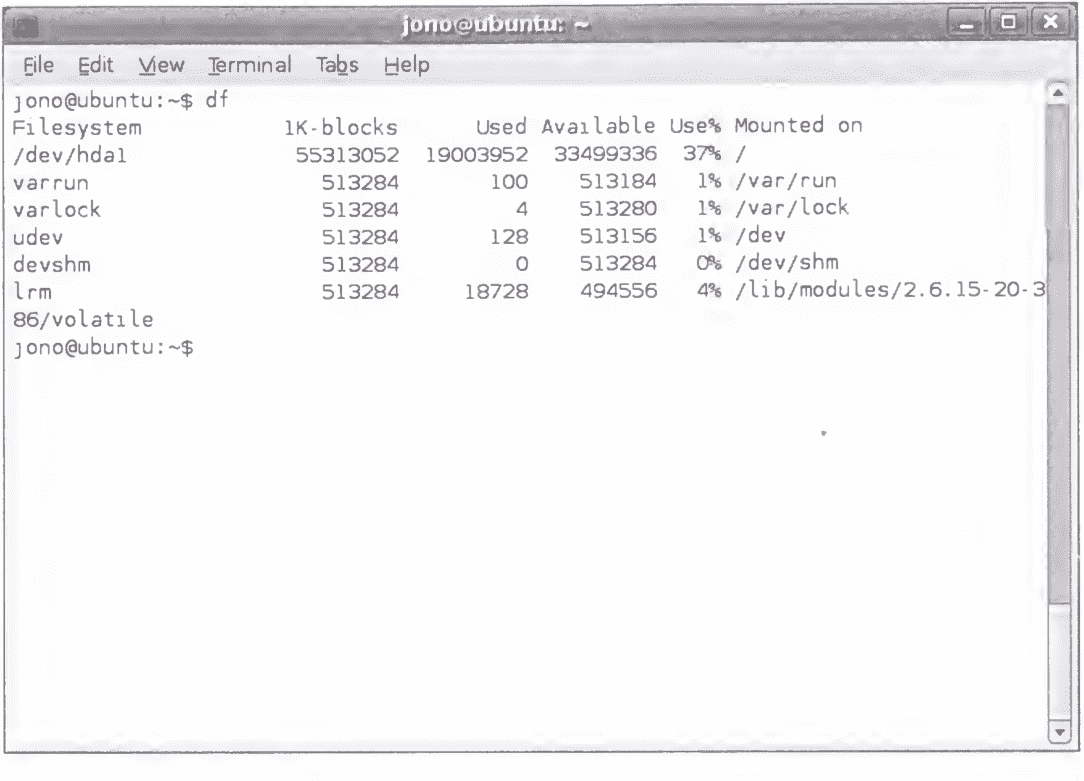 jono@ubuntu: ~
File Edit View Terminal Tabs Help
jono@ubuntu:~$ df
Filesystem 1K-blocks Used Available Use% Mounted on
/dev/hda1 55313052 19003952 33499336 37% /
varrun 513284 100 513184 1% /var/run
varlock 513284 4 513280 1% /var/lock
udev 513284 128 513156 1% /dev
devshm 513284 0 513284 0% /dev/shm
lrm 513284 18728 494556 4% /lib/modules/2.6.15-20-3
86/volatile
jono@ubuntu:~$